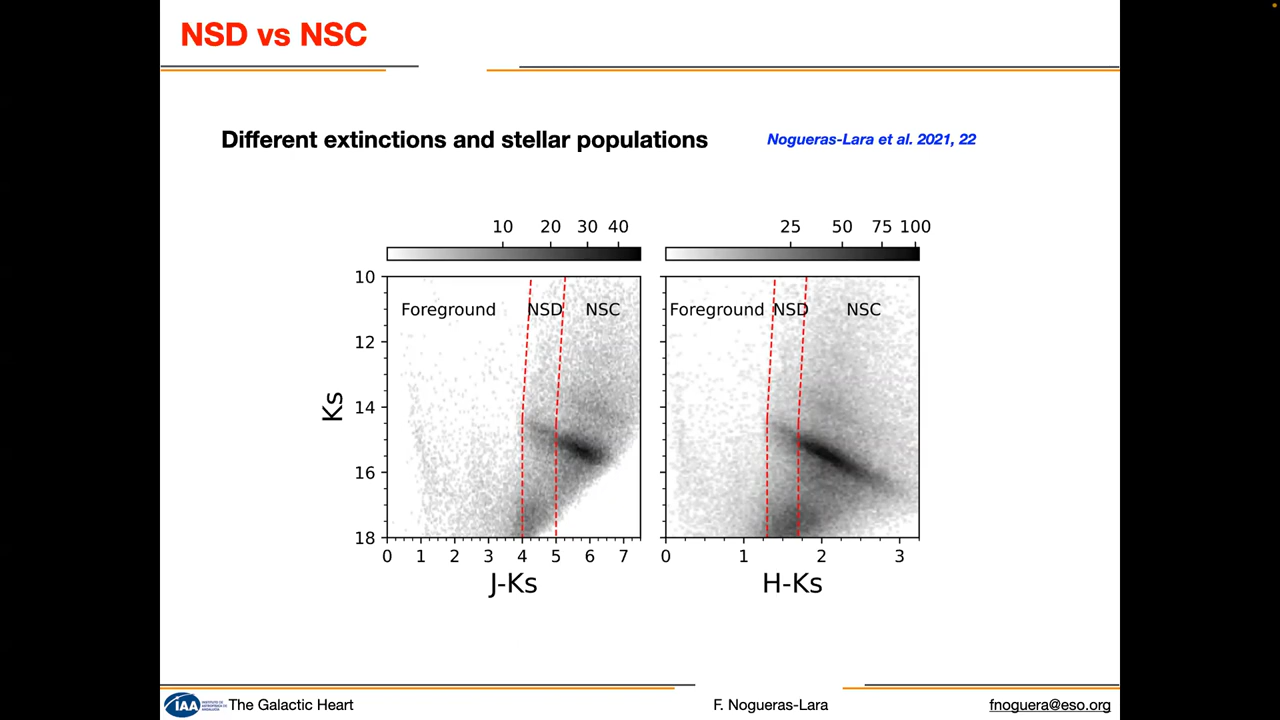 NSD vs NSC
Different extinctions and stellar populations
Nogueras-Lara et al. 2021, 22
10 20 30 40
25 50 75 100
Foreground NSD NSC
Foreground NSD NSC
10
12
14
16
18
Ks
0 1 2 3 4 5 6 7
0 1 2 3
J-Ks
H-Ks
IAA
The Galactic Heart
F. Nogueras-Lara
fnoguera@eso.org